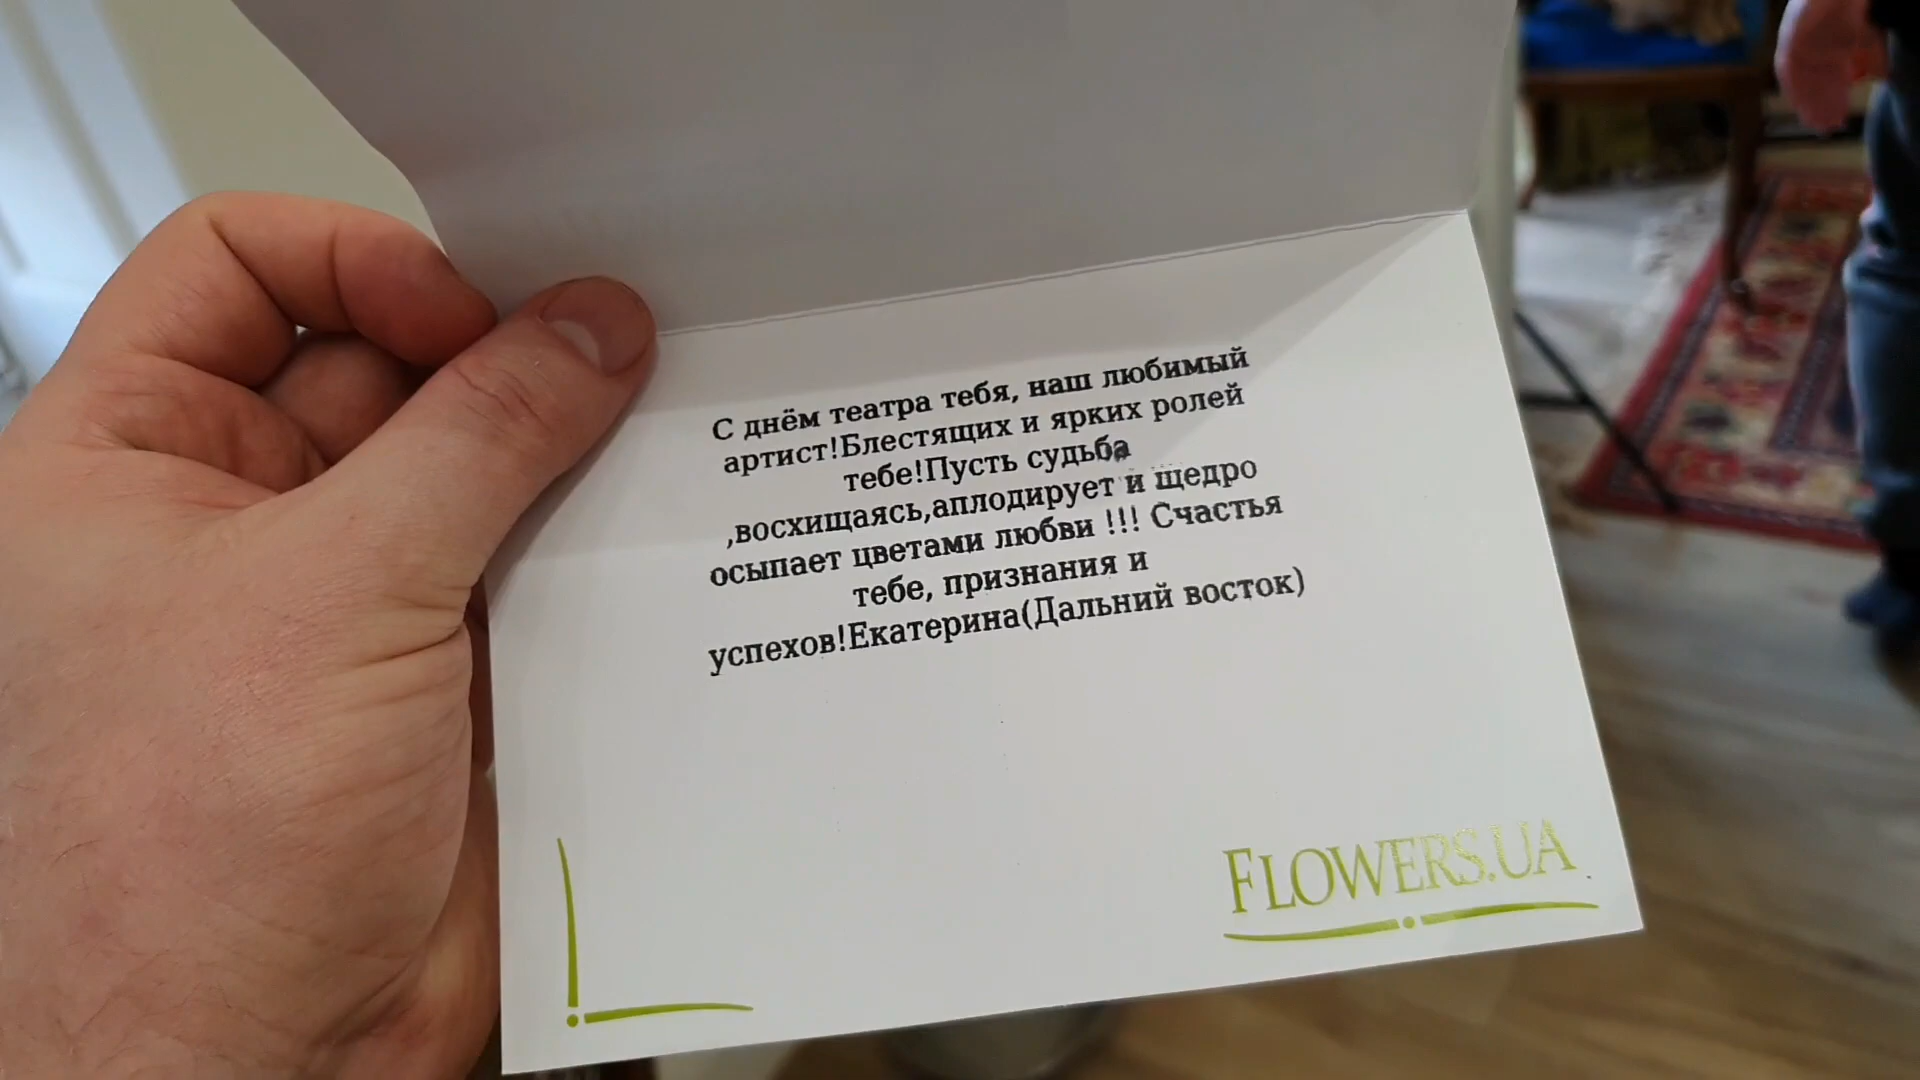 С днём театра тебя, наш любимый
артист!Блестящих и ярких ролей
тебе!Пусть судьба
,восхищаясь,аплодирует и щедро
осыпает цветами любви !!! Счастья
тебе, признания и
успехов!Екатерина(Дальний восток)
FLOWERS.UA